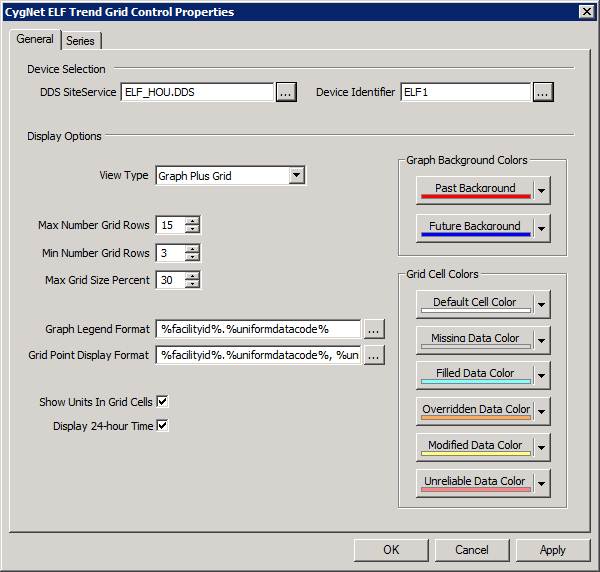 CygNet ELF Trend Grid Control Properties
General
Series
Device Selection
DDS SiteService
ELF_HOU.DDS
...
Device Identifier
ELF1
...
Display Options
View Type
Graph Plus Grid
Max Number Grid Rows
15
Min Number Grid Rows
3
Max Grid Size Percent
30
Graph Legend Format
%facilityid%.%uniformdatacode%
...
Grid Point Display Format
%facilityid%.%uniformdatacode%, %uni
...
Show Units In Grid Cells
Display 24-hour Time
Graph Background Colors
Past Background
Future Background
Grid Cell Colors
Default Cell Color
Missing Data Color
Filled Data Color
Overridden Data Color
Modified Data Color
Unreliable Data Color
OK
Cancel
Apply